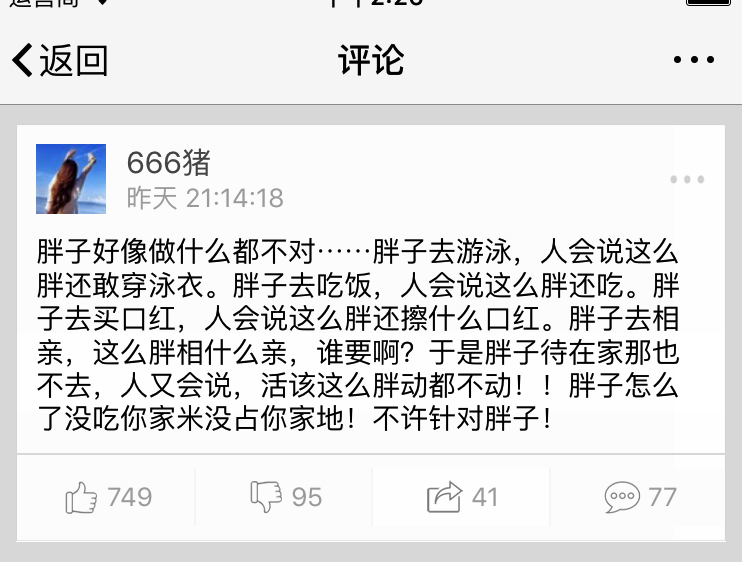 返回
评论
666猪
昨天 21:14:18
胖子好像做什么都不对……胖子去游泳，人会说这么
胖还敢穿泳衣。胖子去吃饭，人会说这么胖还吃。胖
子去买口红，人会说这么胖还擦什么口红。胖子去相
亲，这么胖相什么亲，谁要啊？于是胖子待在家那也
不去，人又会说，活该这么胖动都不动！！胖子怎么
了没吃你家米没占你家地！不许针对胖子！
749
95
41
77